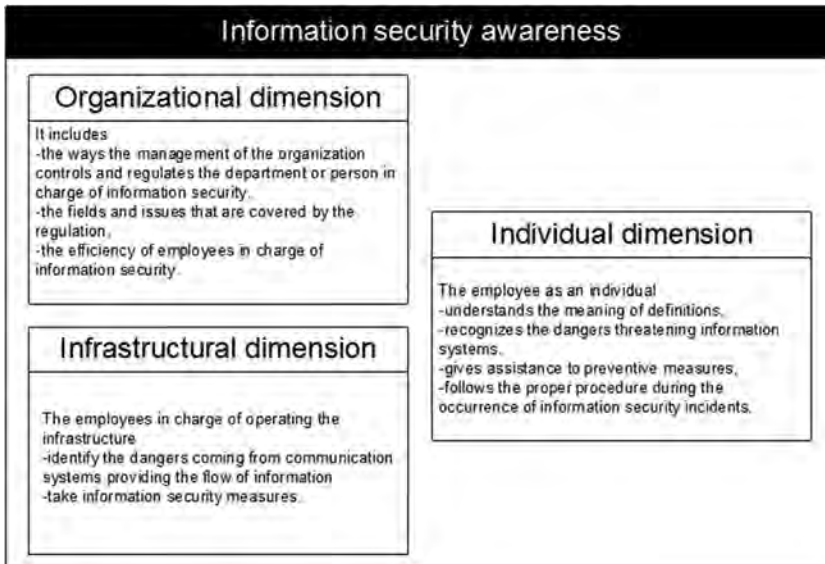 Information security awareness
Organizational dimension
It includes
-the ways the management of the organization
controls and regulates the department or person in
charge of information security.
-the fields and issues that are covered by the
regulation,
-the efficiency of employees in charge of
information security.
Infrastructural dimension
The employees in charge of operating the
infrastructure
-identify the dangers coming from communication
systems providing the flow of information
-take information security measures.
Individual dimension
The employee as an individual
-understands the meaning of definitions,
-recognizes the dangers threatening information
systems,
-gives assistance to preventive measures,
-follows the proper procedure during the
occurrence of information security incidents.